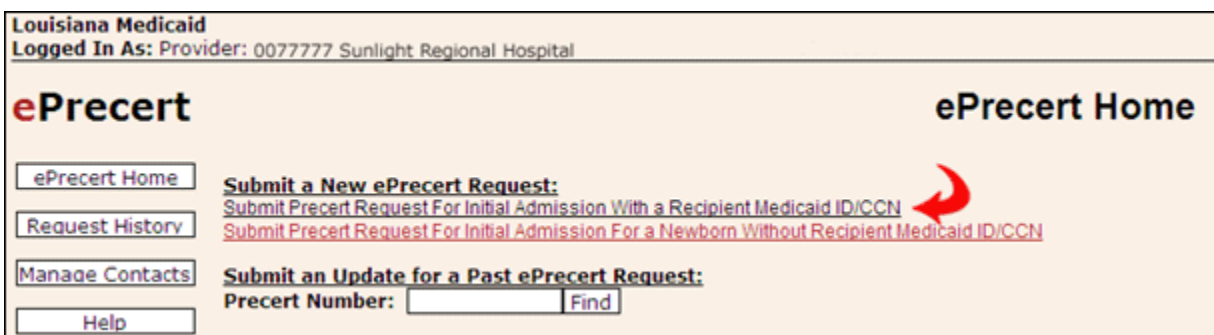 Louisiana Medicaid
Logged In As: Provider: 0077777 Sunlight Regional Hospital
ePrecert
ePrecert Home
ePrecert Home
Submit a New ePrecert Request:
Submit Precert Request For Initial Admission With a Recipient Medicaid ID/CCN
Request History
Submit Precert Request For Initial Admission For a Newborn Without Recipient Medicaid ID/CCN
Manage Contacts
Submit an Update for a Past ePrecert Request:
Precert Number: Find
Help